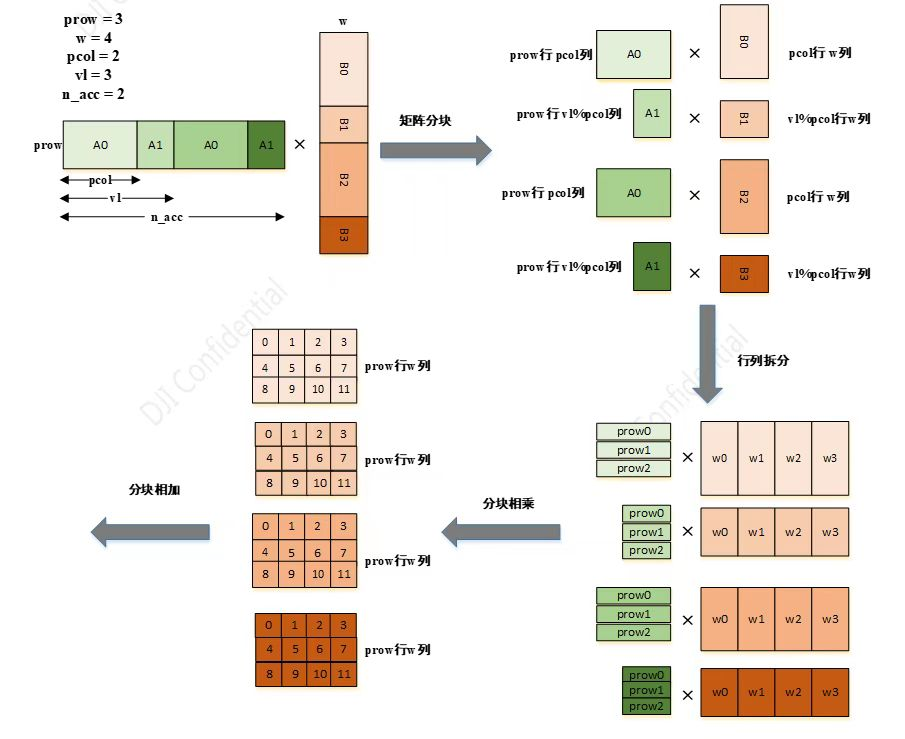 prow = 3
w = 4
pcol = 2
vl = 3
n_acc = 2
w
B0
B1
B2
B3
prow
A0
A1
A0
A1
×
pcol
vl
n_acc
矩阵分块
prow行 pcol列
A0
×
B0
pcol行 w列
prow行 vl%pcol列
A1
×
B1
vl%pcol行w列
prow行 pcol列
A0
×
B2
pcol行 w列
prow行 vl%pcol列
A1
×
B3
vl%pcol行w列
行列拆分
prow0
prow1
prow2
×
w0 w1 w2 w3
prow0
prow1
prow2
×
w0 w1 w2 w3
prow0
prow1
prow2
×
w0 w1 w2 w3
prow0
prow1
prow2
×
w0 w1 w2 w3
分块相乘
0 1 2 3
4 5 6 7
8 9 10 11
prow行w列
0 1 2 3
4 5 6 7
8 9 10 11
prow行w列
0 1 2 3
4 5 6 7
8 9 10 11
prow行w列
0 1 2 3
4 5 6 7
8 9 10 11
prow行w列
分块相加
DJI Confidential
Confidential
DJI Co